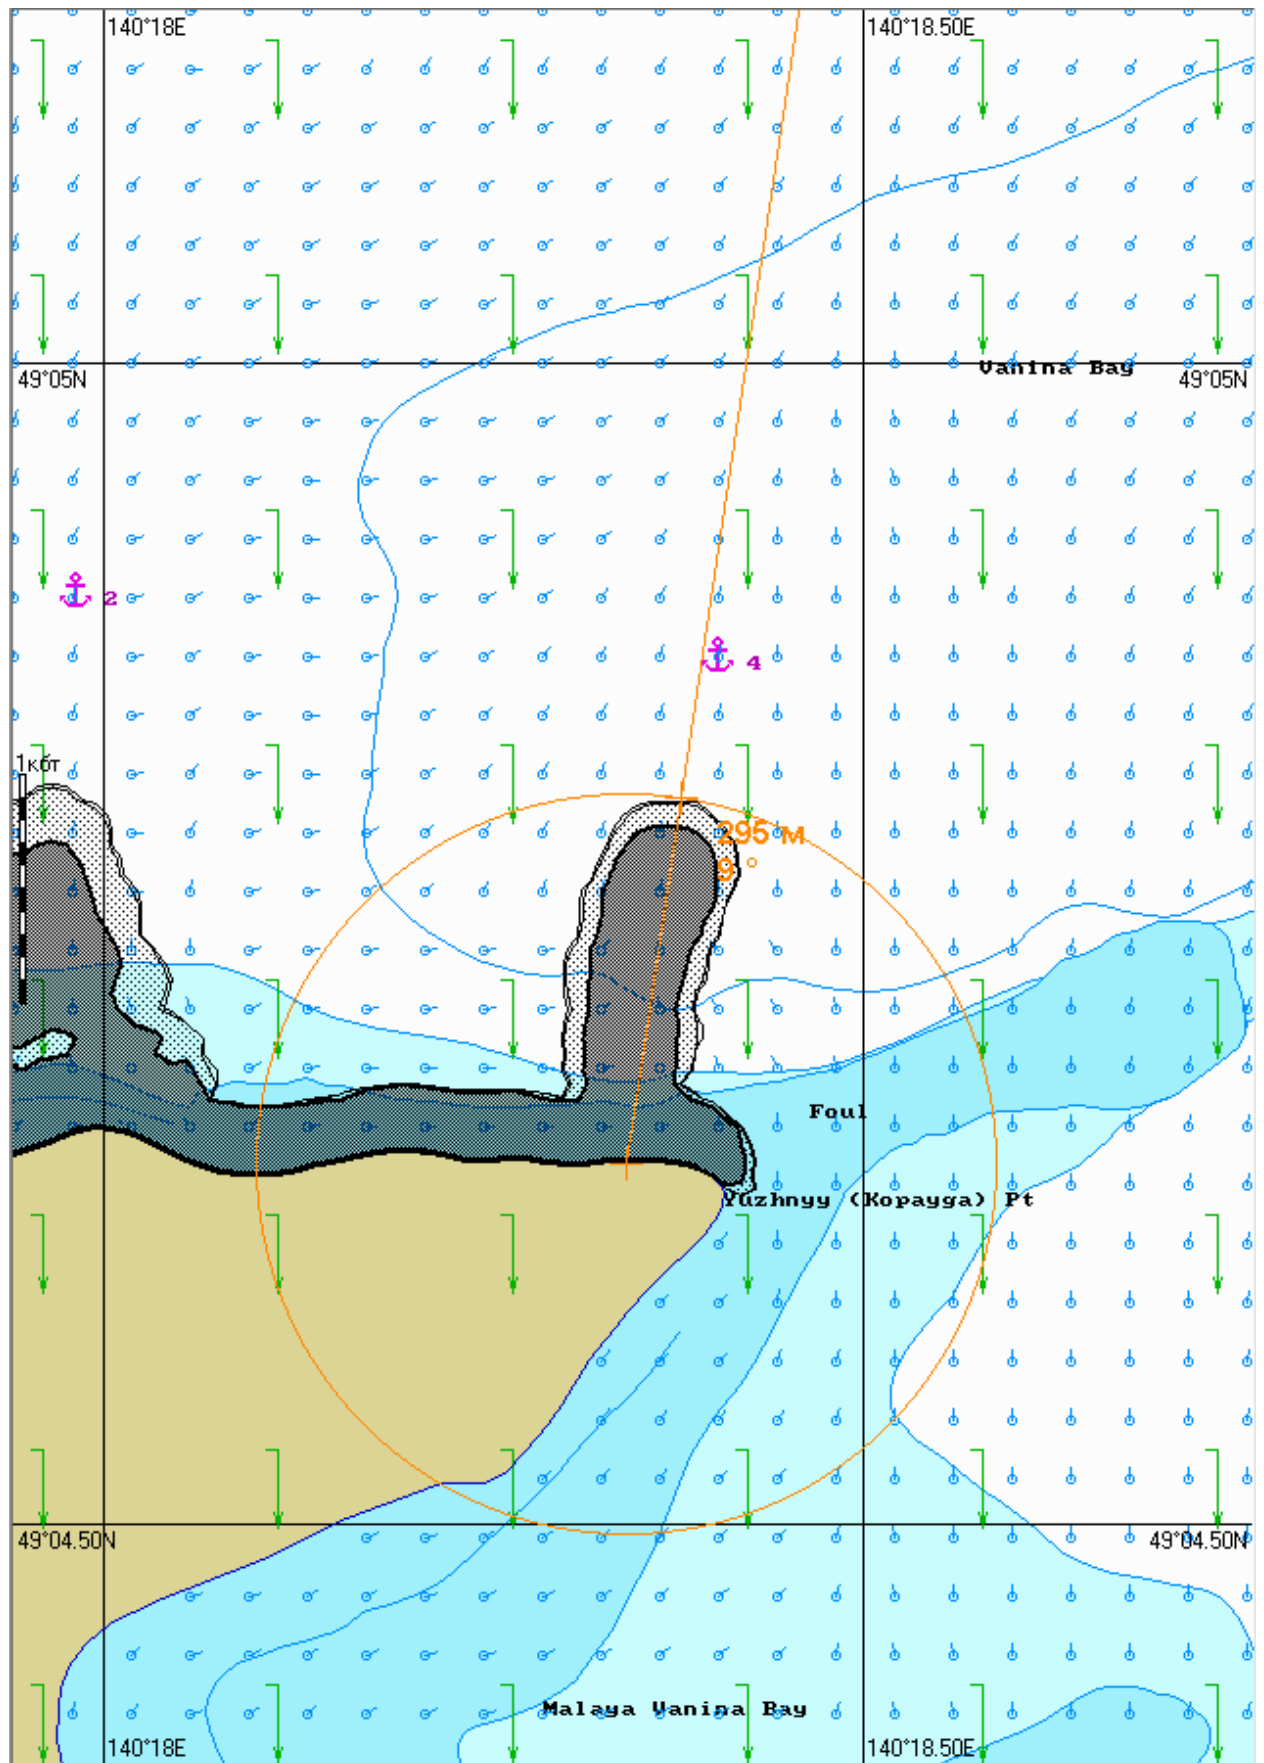 140°18E
140°18.50E
Vanina Bay
49°05N
49°05N
2
4
1кбт
295 м
9 °
Foul
Yuzhnyy (Kopayga) Pt
49°04.50N
49°04.50N
Malaya Vanina Bay
140°18E
140°18.50E